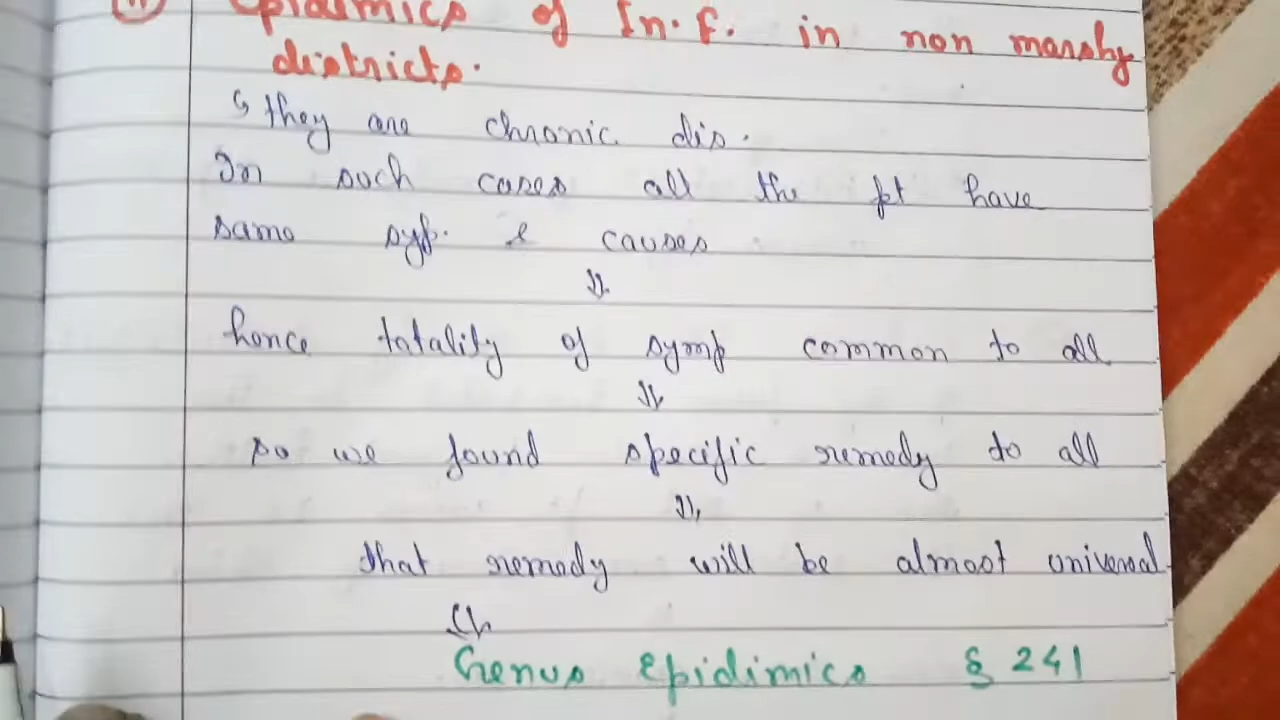 Epidimics of In. F. in non marshy
districts.
↳ they are chronic dis.
In such cases all the pt have
same syp. & causes
⇓
hence totality of symp common to all
⇓
so we found specific remedy to all
⇓
that remedy will be almost universal
Genus Epidimics § 241